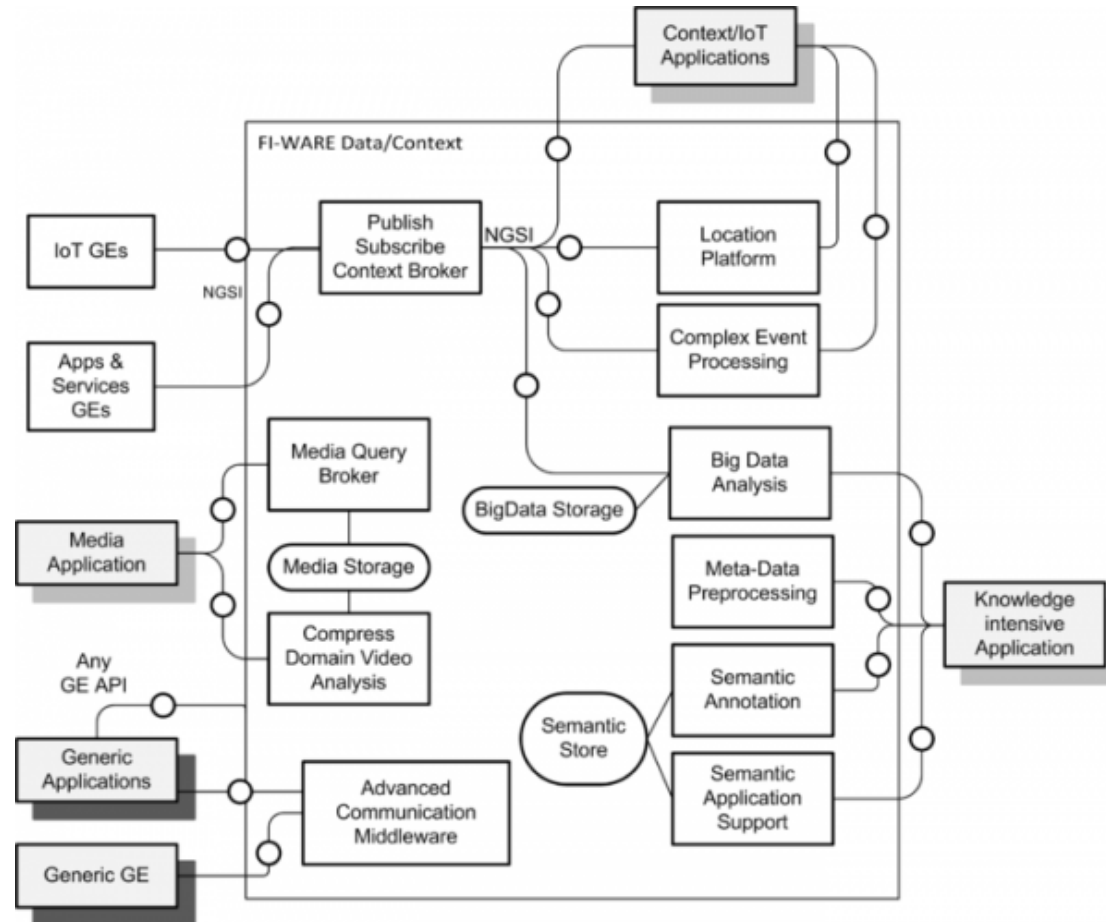 Context/IoT
Applications
FI-WARE Data/Context
IoT GEs
NGSI
Publish
Subscribe
Context Broker
NGSI
Location
Platform
Apps &
Services
GEs
Complex Event
Processing
Media Query
Broker
Big Data
Analysis
BigData Storage
Media
Application
Media Storage
Meta-Data
Preprocessing
Knowledge
intensive
Application
Compress
Domain Video
Analysis
Any
GE API
Semantic
Annotation
Semantic
Store
Generic
Applications
Advanced
Communication
Middleware
Semantic
Application
Support
Generic GE